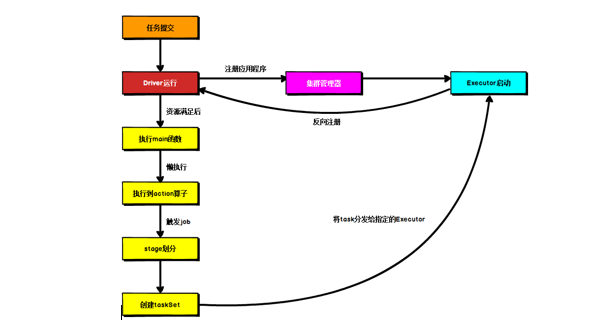 任务提交
Driver运行
注册应用程序
集群管理器
Executor启动
反向注册
资源满足后
执行main函数
懒执行
执行到action算子
触发job
将task分发给指定的Executor
stage划分
创建taskSet